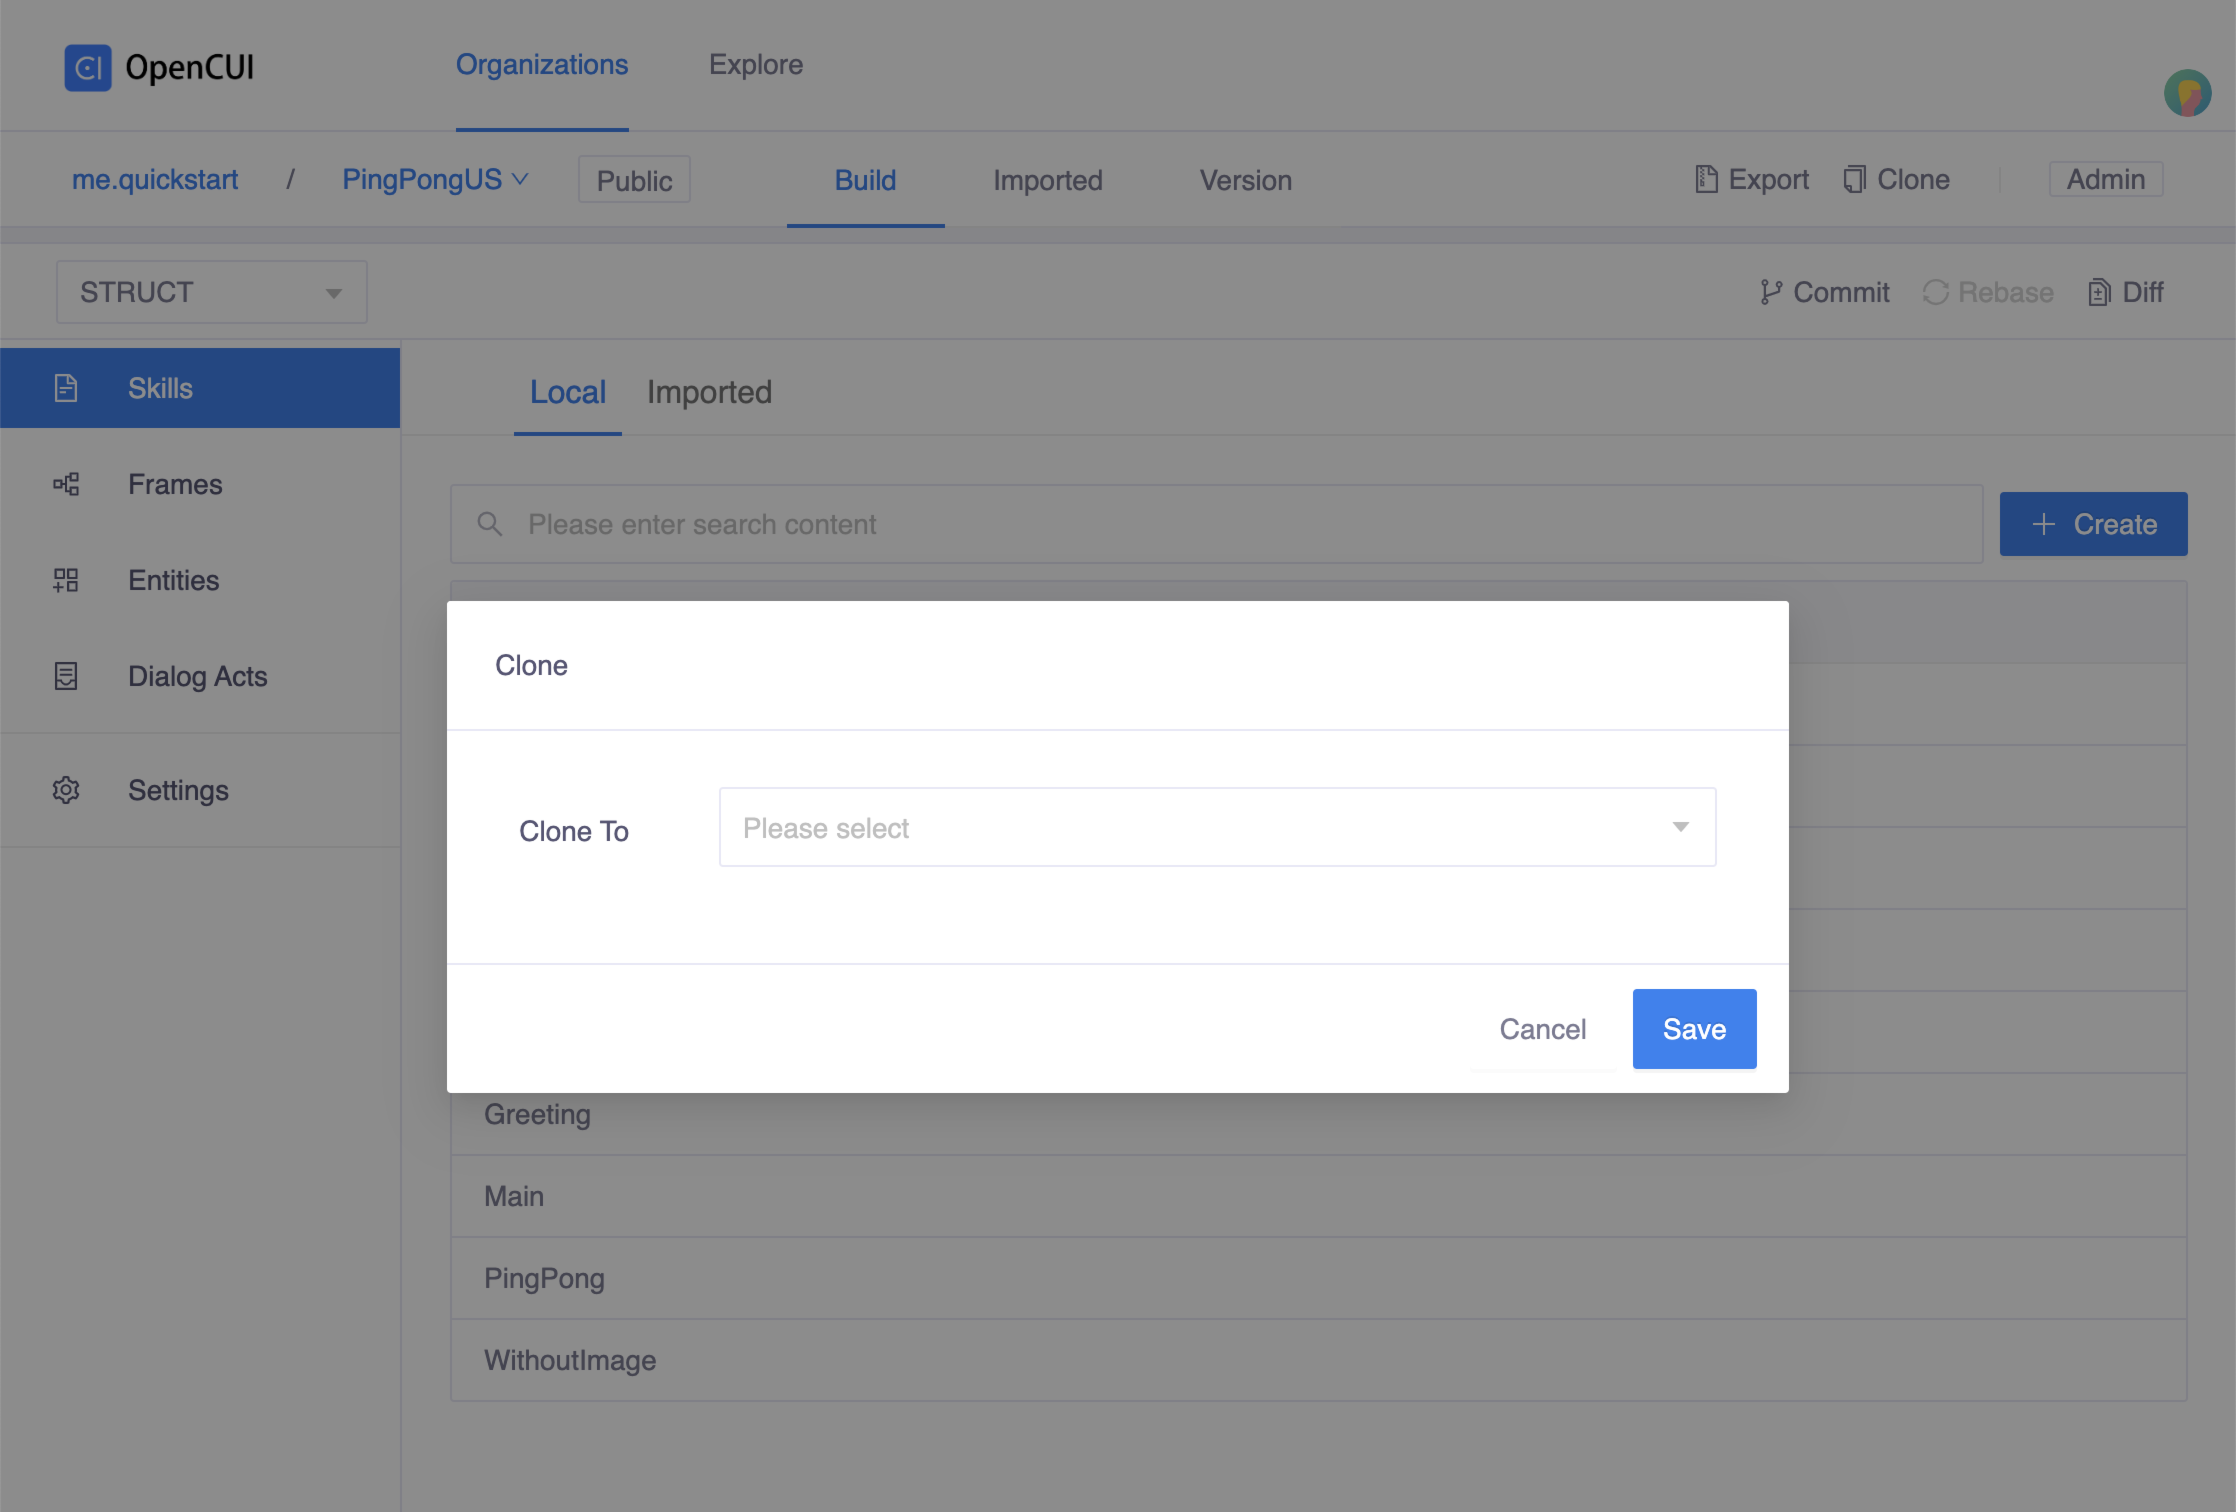 OpenCUI
Organizations
Explore
me.quickstart / PingPongUS
Public
Build
Imported
Version
Export
Clone
Admin
STRUCT
Commit
Rebase
Diff
Skills
Frames
Entities
Dialog Acts
Settings
Local
Imported
Please enter search content
Create
Clone
Clone To
Please select
Cancel
Save
Greeting
Main
PingPong
WithoutImage